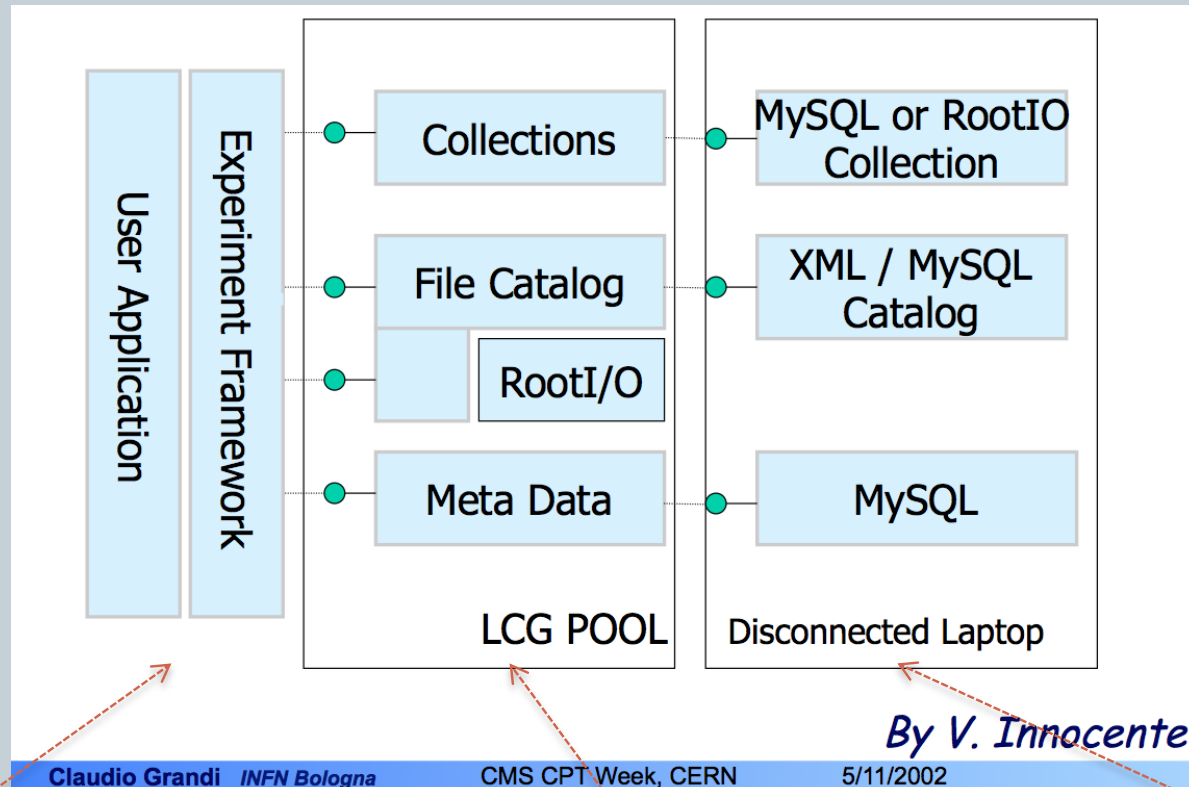 User Application
Experiment Framework
Collections
File Catalog
RootI/O
Meta Data
LCG POOL
MySQL or RootIO
Collection
XML / MySQL
Catalog
MySQL
Disconnected Laptop
By V. Innocente
Claudio Grandi INFN Bologna CMS CPT Week, CERN 5/11/2002